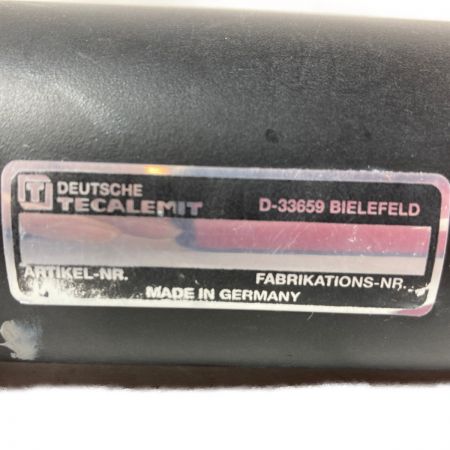 DEUTSCHE
TECALEMIT
D-33659 BIELEFELD
ARTIKEL-NR.
FABRIKATIONS-NR.
MADE IN GERMANY